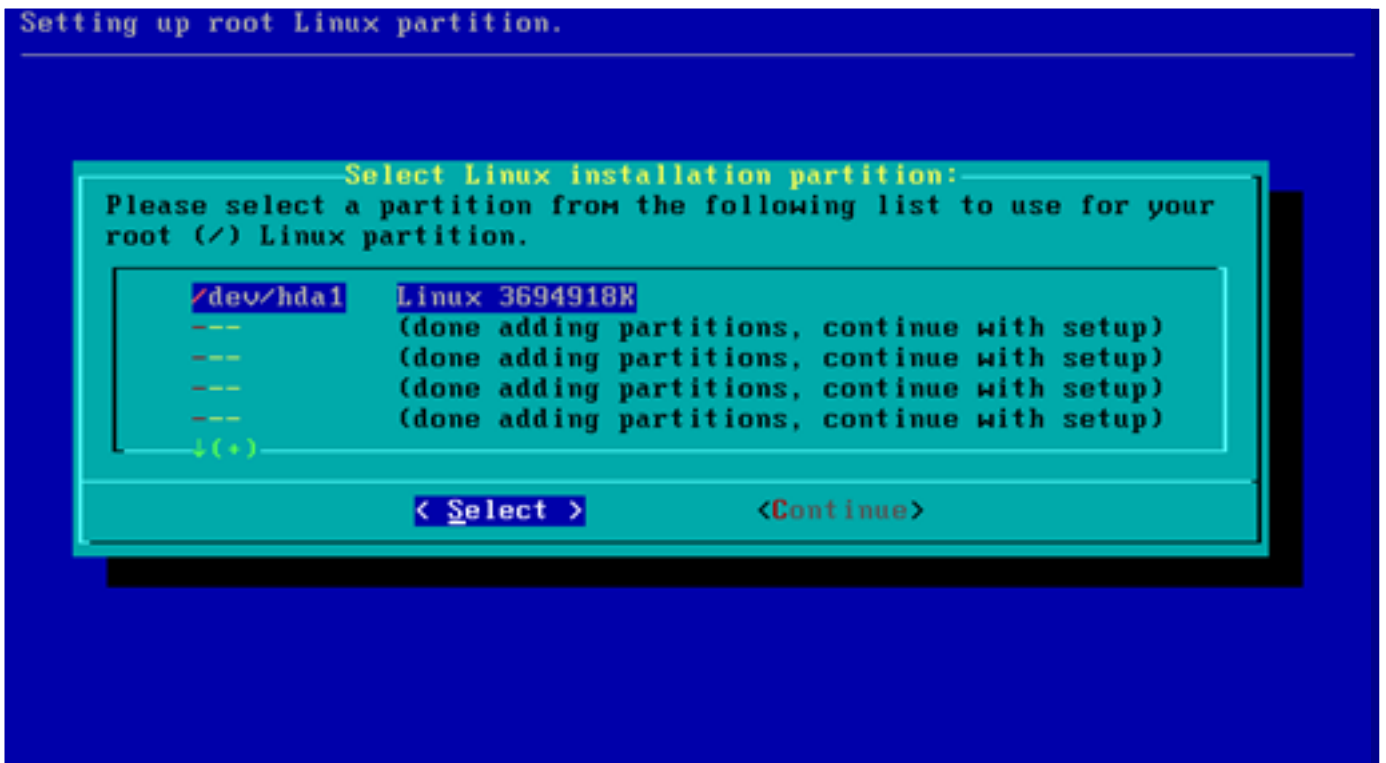 Setting up root Linux partition.
Select Linux installation partition:
Please select a partition from the following list to use for your
root (/) Linux partition.
/dev/hda1 Linux 3694918K
--- (done adding partitions, continue with setup)
--- (done adding partitions, continue with setup)
--- (done adding partitions, continue with setup)
--- (done adding partitions, continue with setup)
↓(+)
< Select > <Continue>